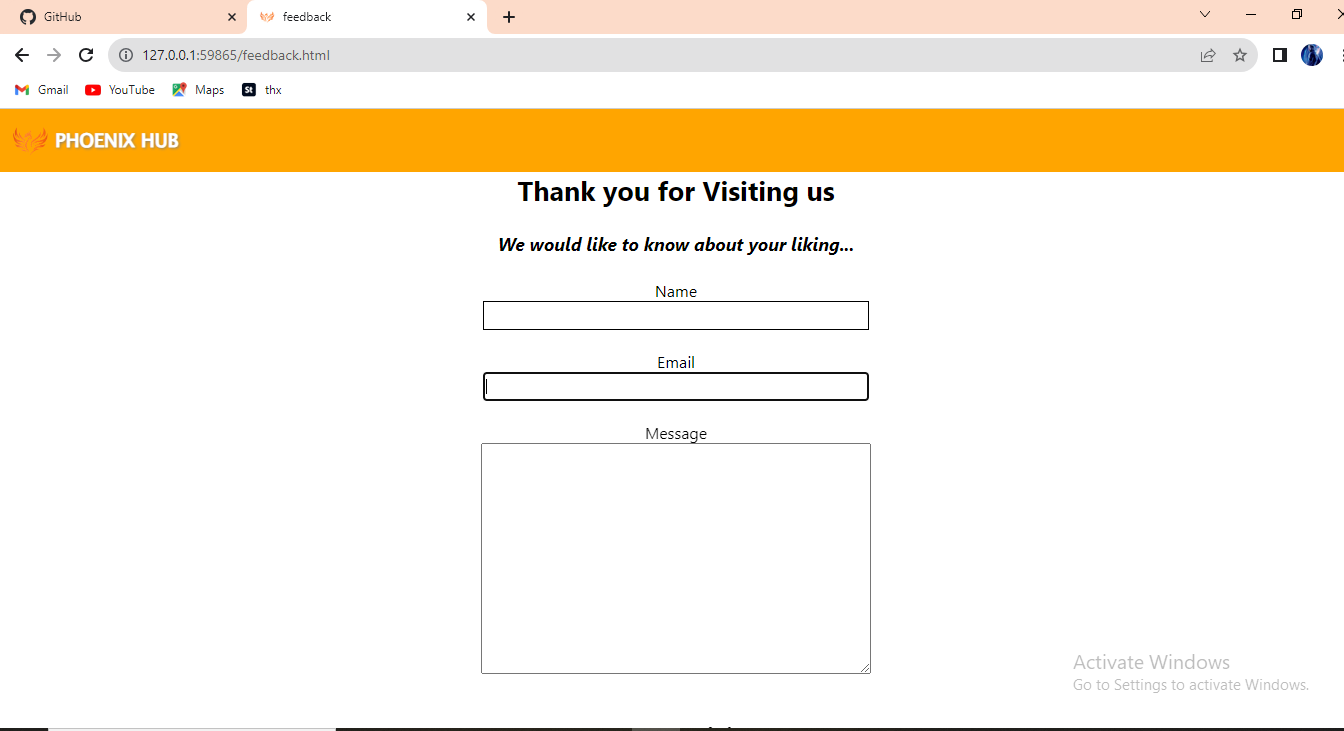 GitHub
feedback
127.0.0.1:59865/feedback.html
Gmail
YouTube
Maps
St
thx
PHOENIX HUB
Thank you for Visiting us
We would like to know about your liking...
Name
Email
Message
Activate Windows
Go to Settings to activate Windows.